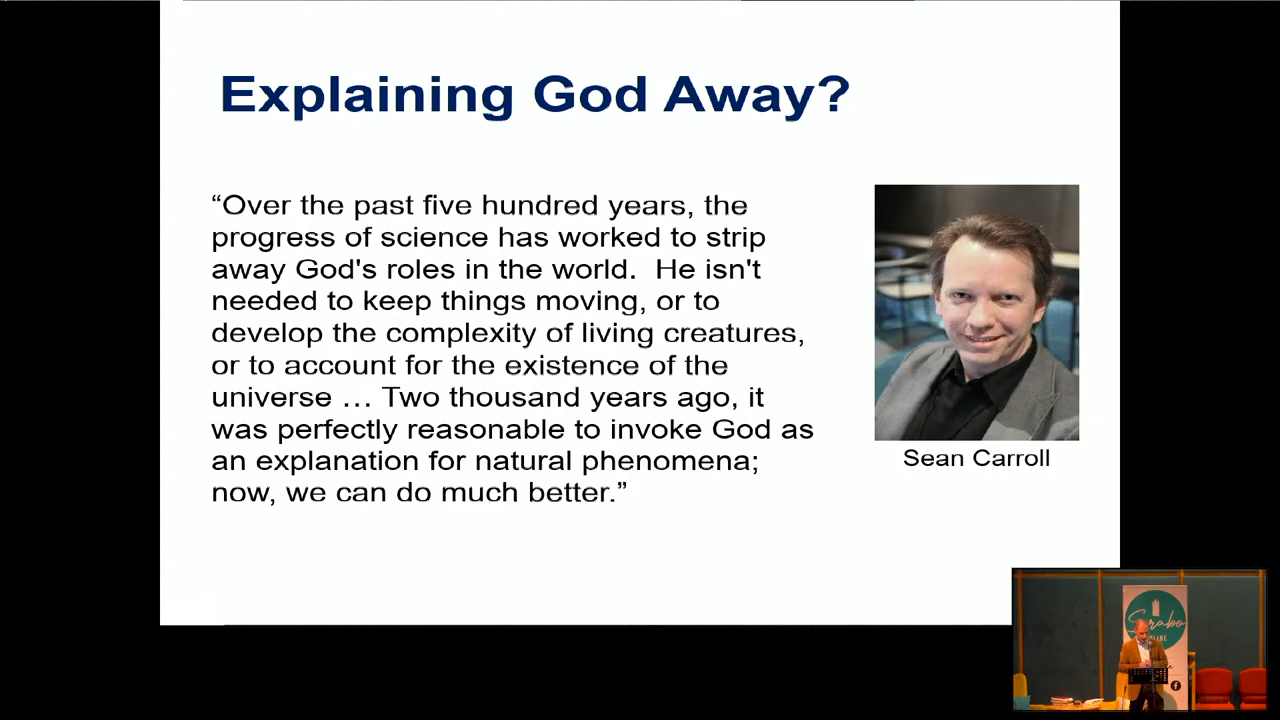 Explaining God Away?
“Over the past five hundred years, the
progress of science has worked to strip
away God's roles in the world.  He isn't
needed to keep things moving, or to
develop the complexity of living creatures,
or to account for the existence of the
universe … Two thousand years ago, it
was perfectly reasonable to invoke God as
an explanation for natural phenomena;
now, we can do much better.”
Sean Carroll